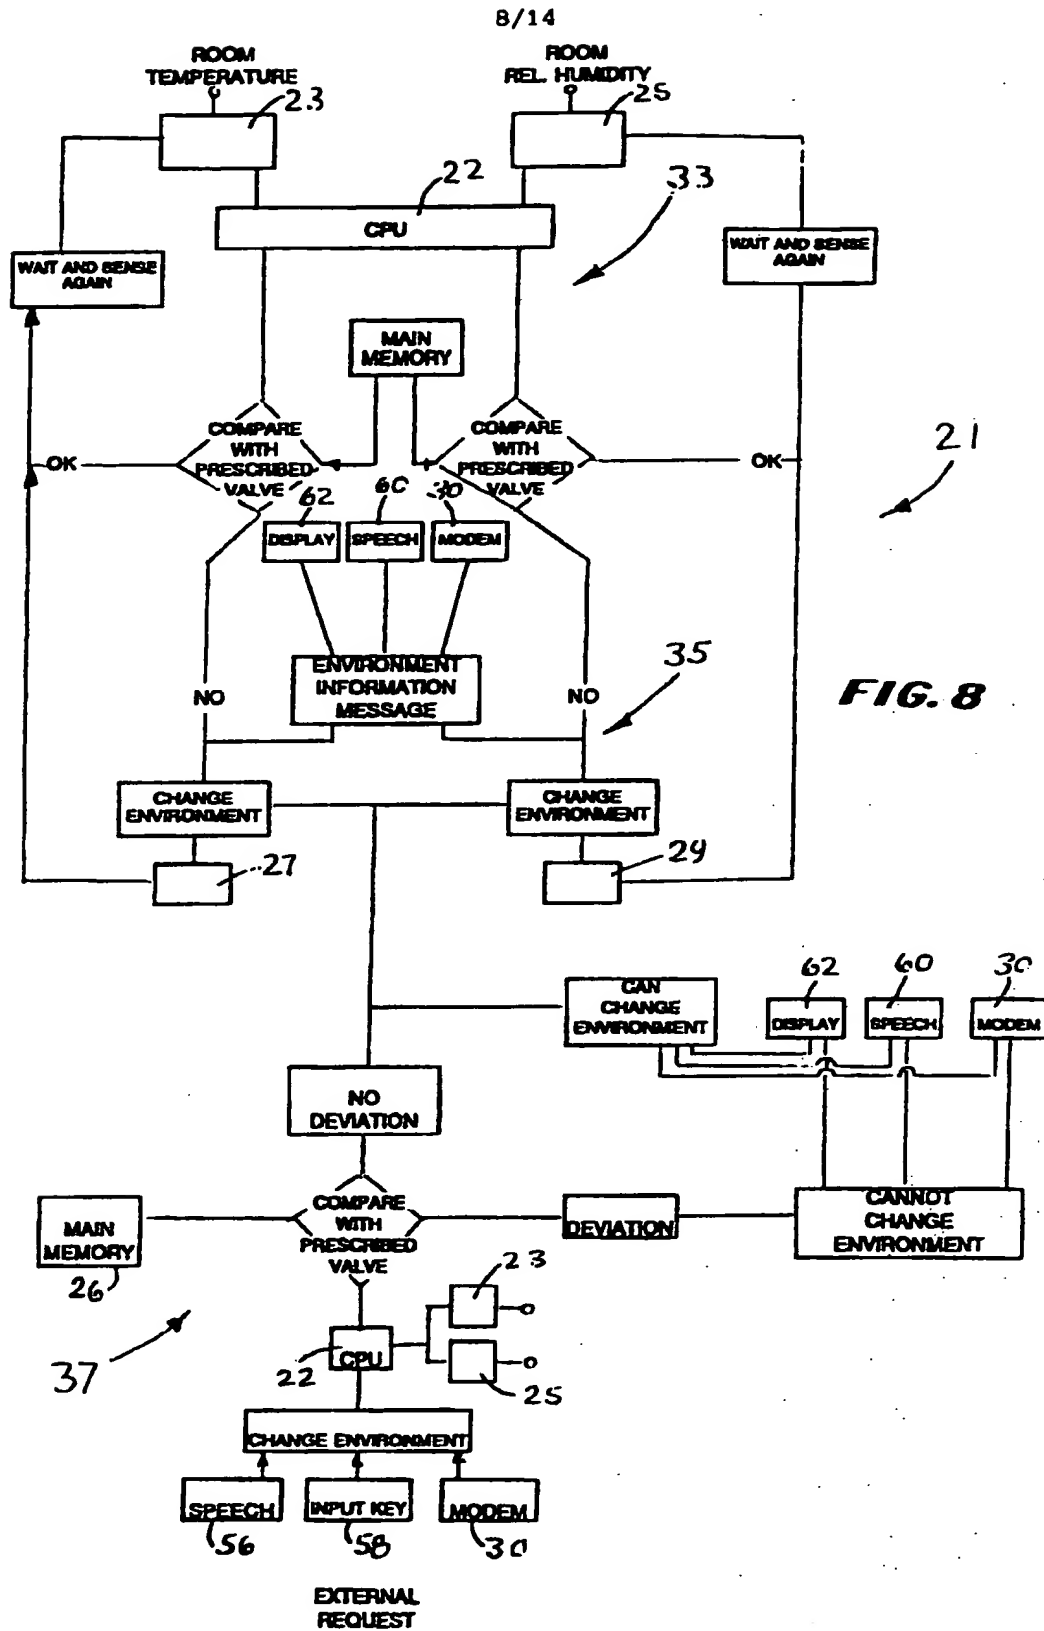 8/14
ROOM
TEMPERATURE
23
ROOM
REL. HUMIDITY
25
22
33
CPU
WAIT AND SENSE
AGAIN
WAIT AND SENSE
AGAIN
MAIN
MEMORY
COMPARE
WITH
PRESCRIBED
VALVE
COMPARE
WITH
PRESCRIBED
VALVE
OK
OK
21
62
60
30
DISPLAY
SPEECH
MODEM
ENVIRONMENT
INFORMATION
MESSAGE
NO
NO
35
FIG. 8
CHANGE
ENVIRONMENT
CHANGE
ENVIRONMENT
27
29
CAN
CHANGE
ENVIRONMENT
62
60
30
DISPLAY
SPEECH
MODEM
NO
DEVIATION
COMPARE
WITH
PRESCRIBED
VALVE
MAIN
MEMORY
26
DEVIATION
CANNOT
CHANGE
ENVIRONMENT
23
25
22
CPU
37
CHANGE ENVIRONMENT
SPEECH
56
INPUT KEY
58
MODEM
30
EXTERNAL
REQUEST